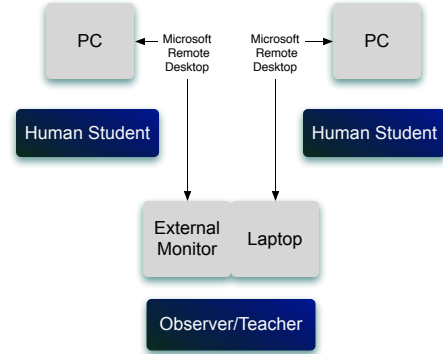 PC
Microsoft
Remote
Desktop
Microsoft
Remote
Desktop
PC
Human Student
Human Student
External
Monitor
Laptop
Observer/Teacher